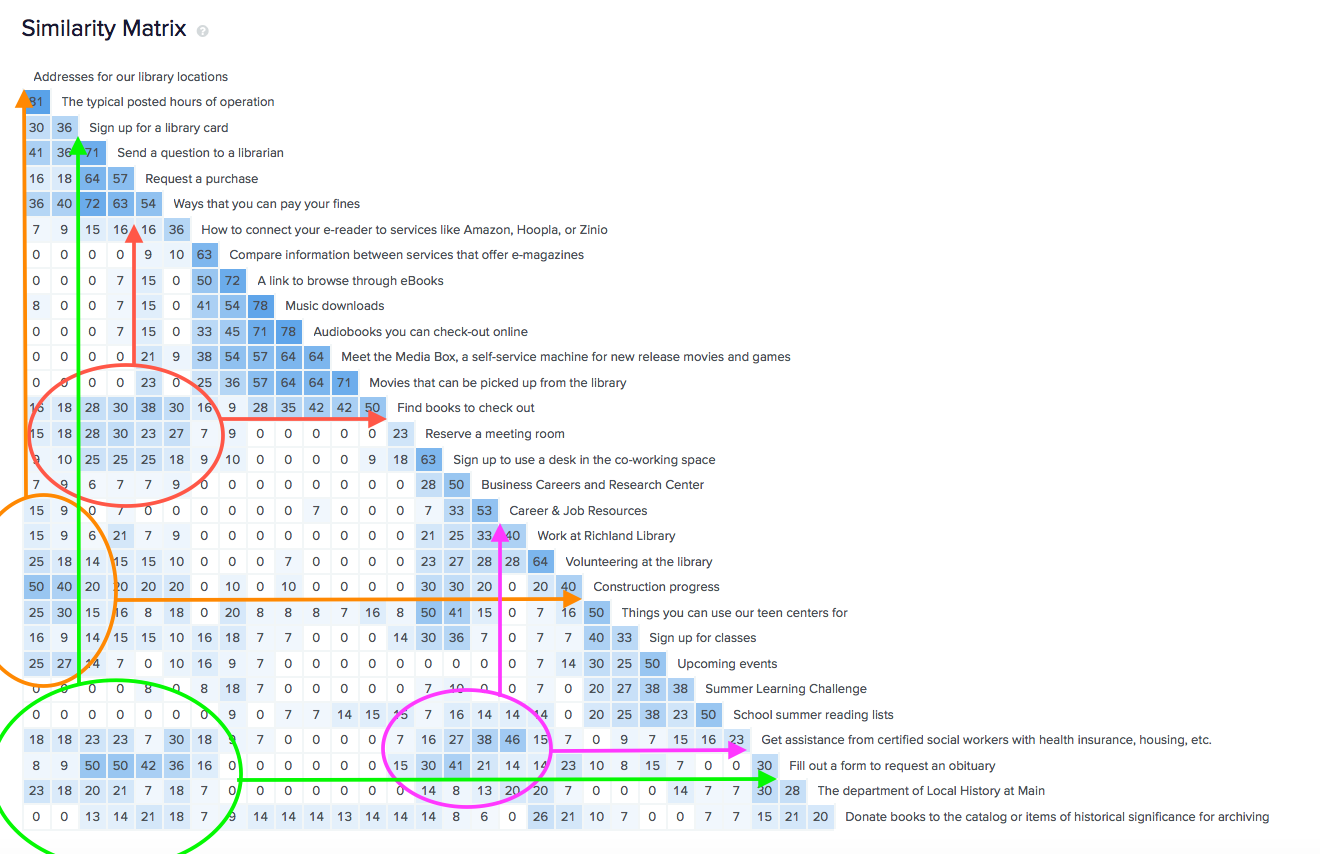 Similarity Matrix ?
Addresses for our library locations
81 The typical posted hours of operation
30 36 Sign up for a library card
41 36 71 Send a question to a librarian
16 18 64 57 Request a purchase
36 40 72 63 54 Ways that you can pay your fines
7 9 15 16 16 36 How to connect your e-reader to services like Amazon, Hoopla, or Zinio
0 0 0 0 9 10 63 Compare information between services that offer e-magazines
0 0 0 7 15 0 50 72 A link to browse through eBooks
8 0 0 7 15 0 41 54 78 Music downloads
0 0 0 7 15 0 33 45 71 78 Audiobooks you can check-out online
0 0 0 0 21 9 38 54 57 64 64 Meet the Media Box, a self-service machine for new release movies and games
0 0 0 0 23 0 25 36 57 64 64 71 Movies that can be picked up from the library
16 18 28 30 38 30 16 9 28 35 42 42 50 Find books to check out
15 18 28 30 23 27 7 9 0 0 0 0 0 23 Reserve a meeting room
9 10 25 25 25 18 9 10 0 0 0 0 9 18 63 Sign up to use a desk in the co-working space
7 9 6 7 7 9 0 0 0 0 0 0 0 0 28 50 Business Careers and Research Center
15 9 0 7 0 0 0 0 0 0 7 0 0 0 7 33 53 Career & Job Resources
15 9 6 21 7 9 0 0 0 0 0 0 0 0 21 25 33 40 Work at Richland Library
25 18 14 15 15 10 0 0 0 7 0 0 0 0 23 27 28 28 64 Volunteering at the library
50 40 20 20 20 20 0 10 0 10 0 0 0 0 30 30 20 0 20 40 Construction progress
25 30 15 16 8 18 0 20 8 8 8 7 16 8 50 41 15 0 7 16 50 Things you can use our teen centers for
16 9 14 15 15 10 16 18 7 7 0 0 0 14 30 36 7 0 7 7 40 33 Sign up for classes
25 27 14 7 0 10 16 9 7 0 0 0 0 0 0 0 0 0 7 14 30 25 50 Upcoming events
0 0 0 0 8 0 8 18 7 0 0 0 0 0 7 10 0 0 7 0 20 27 38 38 Summer Learning Challenge
0 0 0 0 0 0 0 9 0 7 7 14 15 15 7 16 14 14 14 0 20 25 38 23 50 School summer reading lists
18 18 23 23 7 30 18 9 7 0 0 0 0 7 16 27 38 46 15 7 0 9 7 15 16 23 Get assistance from certified social workers with health insurance, housing, etc.
8 9 50 50 42 36 16 0 0 0 0 0 0 15 30 41 21 14 14 23 10 8 15 7 0 0 30 Fill out a form to request an obituary
23 18 20 21 7 18 7 0 0 0 0 0 0 0 14 8 13 20 20 7 0 0 0 14 7 7 30 28 The department of Local History at Main
0 0 13 14 21 18 7 9 14 14 14 13 14 14 14 8 6 0 26 21 10 7 0 0 7 7 15 21 20 Donate books to the catalog or items of historical significance for archiving